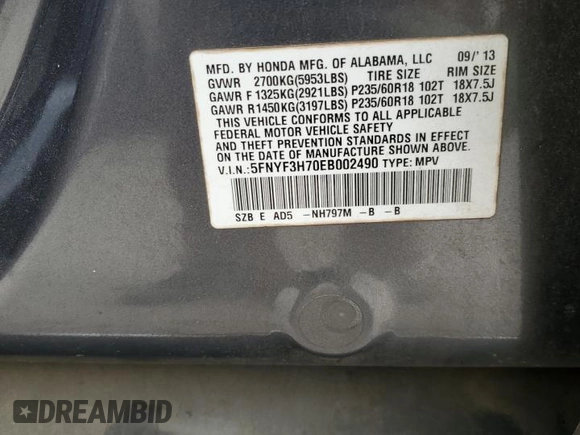 MFD. BY HONDA MFG. OF ALABAMA, LLC 09/' 13
GVWR 2700KG(5953LBS) TIRE SIZE RIM SIZE
GAWR F 1325KG(2921LBS) P235/60R18 102T 18X7.5J
GAWR R1450KG(3197LBS) P235/60R18 102T 18X7.5J
THIS VEHICLE CONFORMS TO ALL APPLICABLE
FEDERAL MOTOR VEHICLE SAFETY
AND THEFT PREVENTION STANDARDS IN EFFECT
ON THE DATE OF MANUFACTURE SHOWN ABOVE.
V.I.N.:5FNYF3H70EB002490 TYPE: MPV
SZB E AD5 -NH797M -B -B
DREAMBID